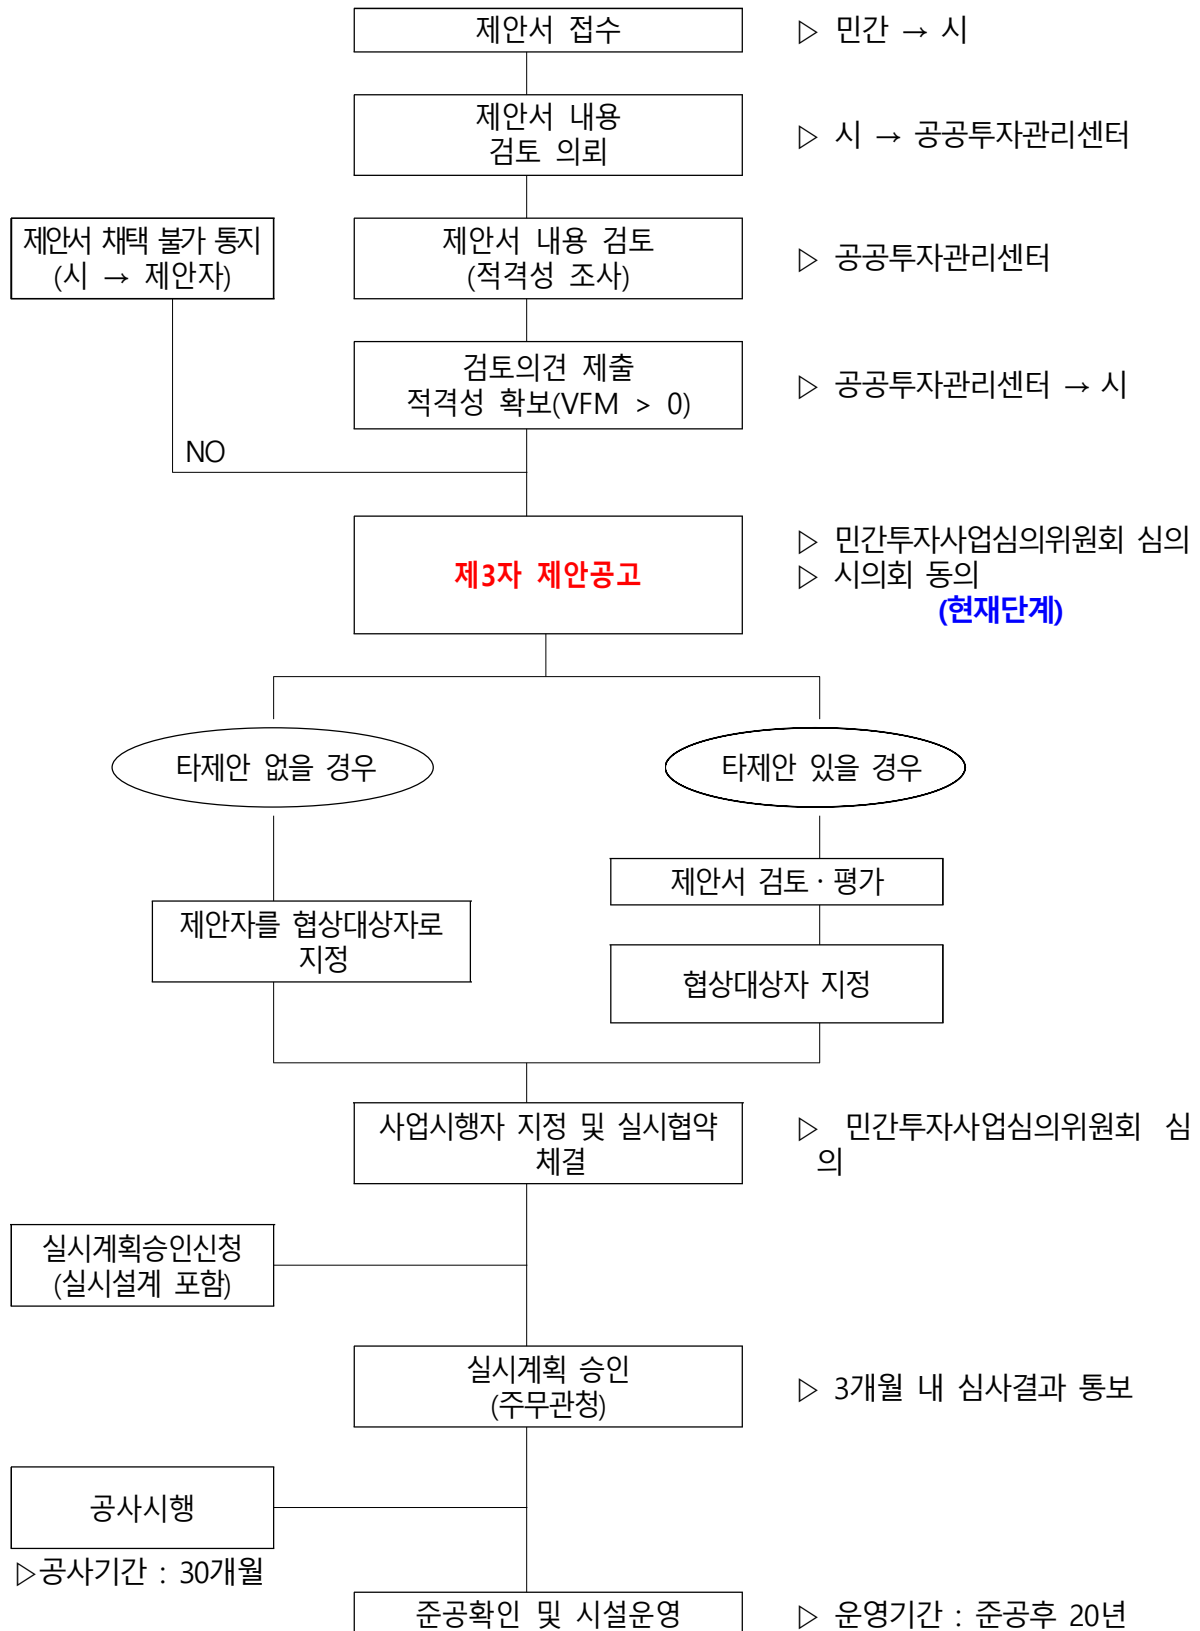 제안서 접수
▷ 민간 → 시
제안서 내용
검토 의뢰
▷ 시 → 공공투자관리센터
제안서 채택 불가 통지
(시 → 제안자)
제안서 내용 검토
(적격성 조사)
▷ 공공투자관리센터
검토의견 제출
적격성 확보(VFM > 0)
▷ 공공투자관리센터 → 시
NO
제3자 제안공고
▷ 민간투자사업심의위원회 심의
▷ 시의회 동의
(현재단계)
타제안 없을 경우
타제안 있을 경우
제안서 검토 · 평가
제안자를 협상대상자로
지정
협상대상자 지정
사업시행자 지정 및 실시협약
체결
▷ 민간투자사업심의위원회 심
의
실시계획승인신청
(실시설계 포함)
실시계획 승인
(주무관청)
▷ 3개월 내 심사결과 통보
공사시행
▷공사기간 : 30개월
준공확인 및 시설운영
▷ 운영기간 : 준공후 20년